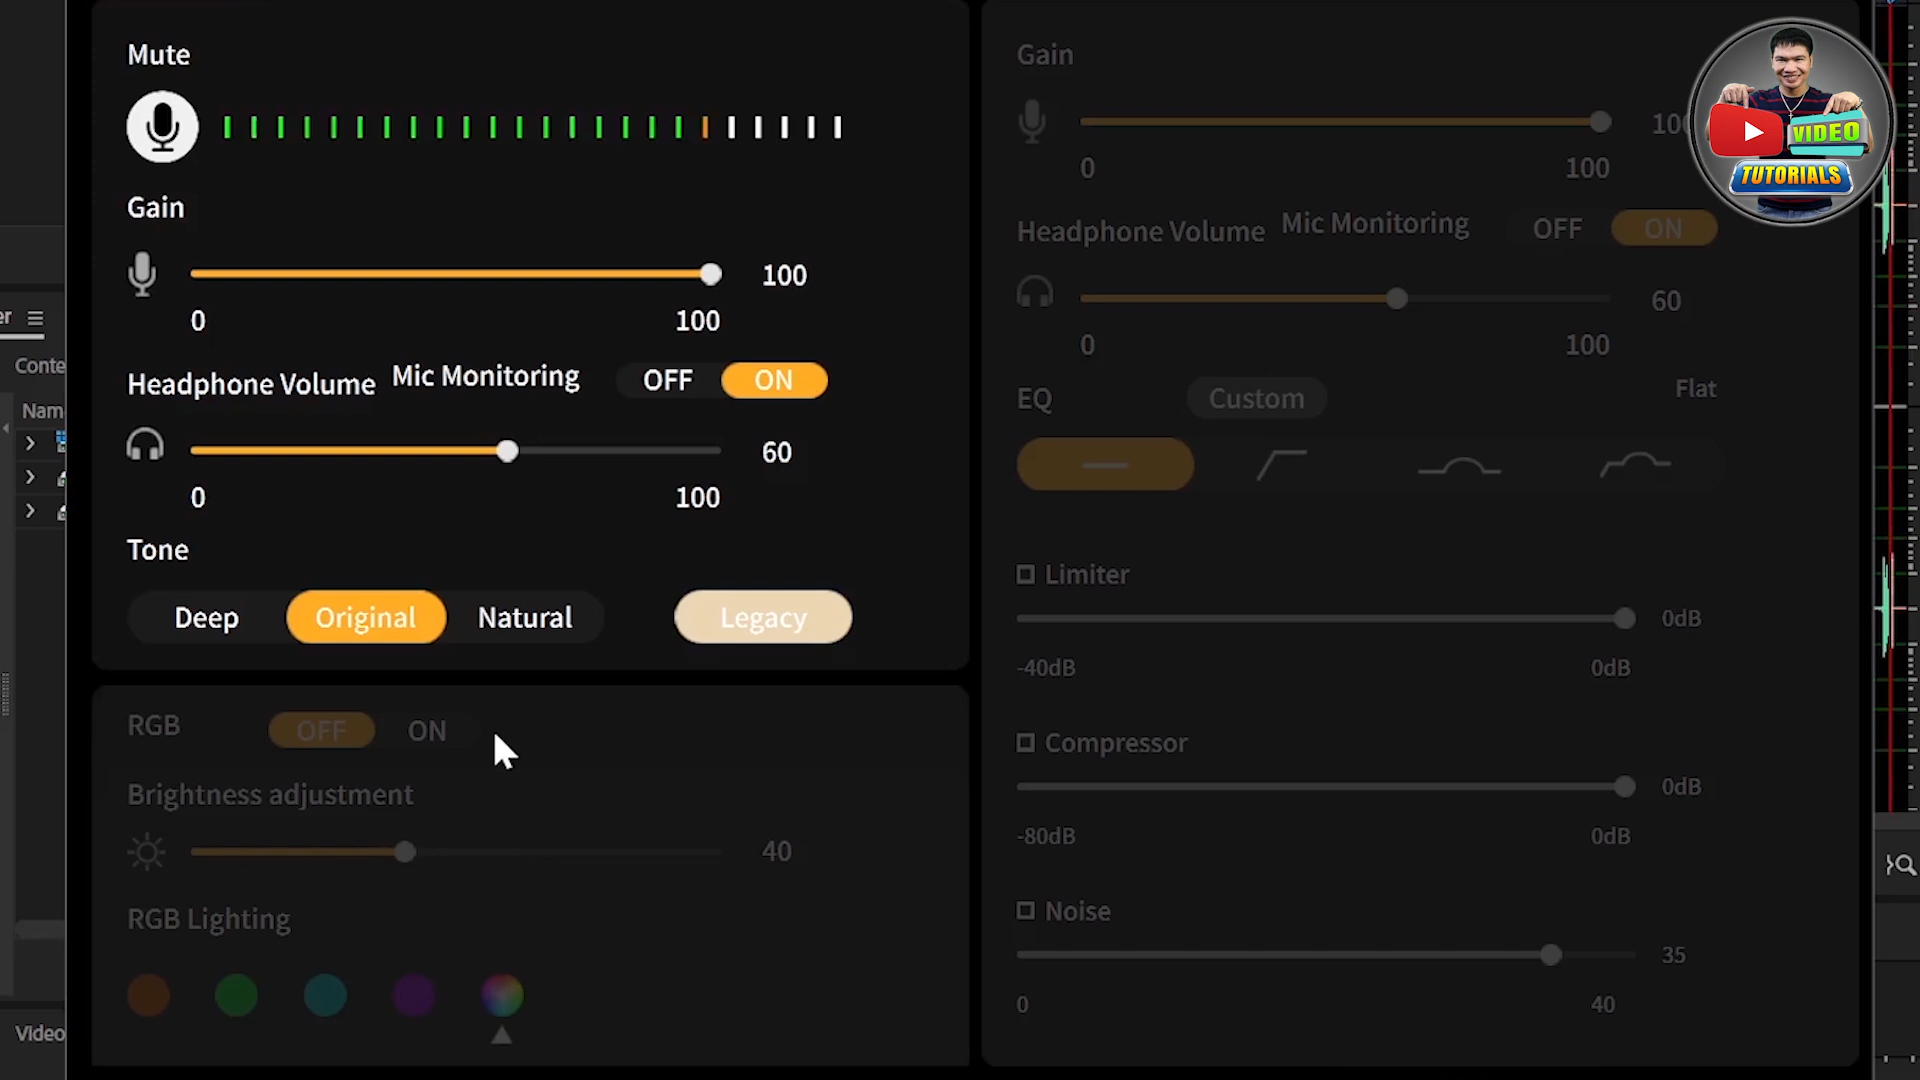 Mute
Gain
100
0 100
Headphone Volume Mic Monitoring OFF ON
60
0 100
Tone
Deep Original Natural Legacy
RGB OFF ON
Brightness adjustment
40
RGB Lighting
Gain
0 100
Headphone Volume Mic Monitoring OFF ON
60
0 100
EQ Custom Flat
Limiter
0dB
-40dB 0dB
Compressor
0dB
-80dB 0dB
Noise
35
0 40
VIDEO
TUTORIALS
Video